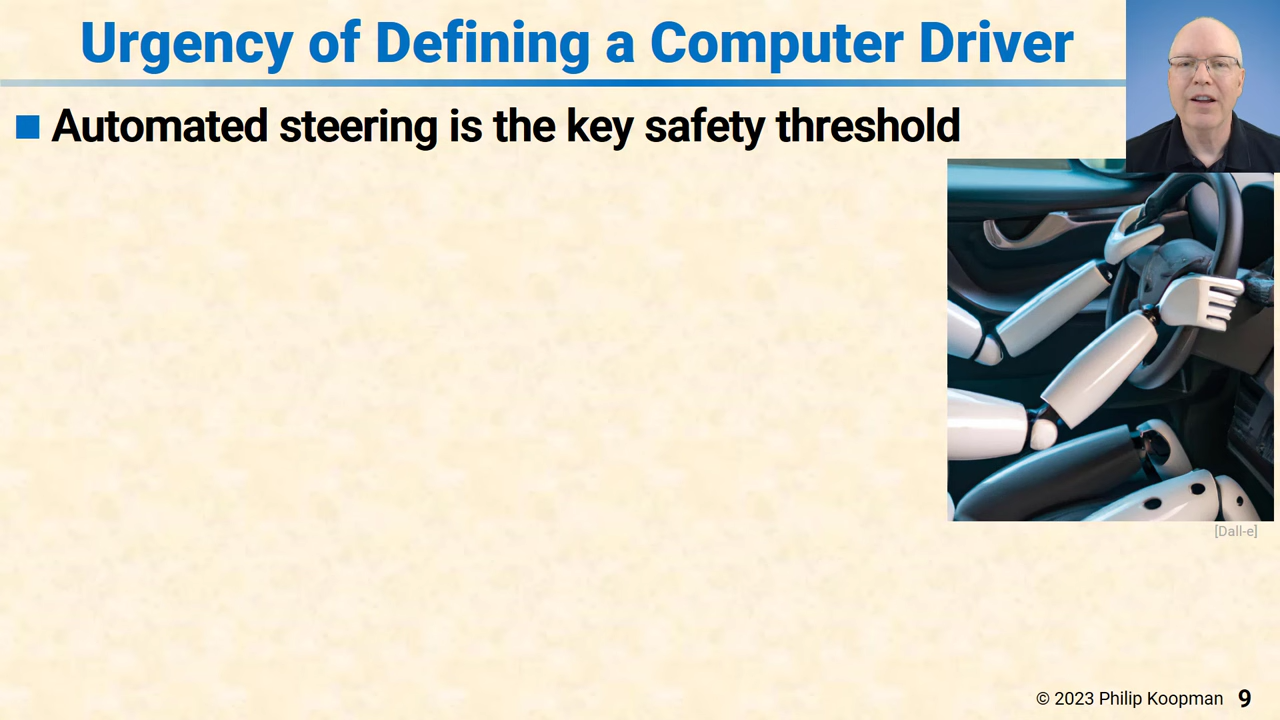 Urgency of Defining a Computer Driver
Automated steering is the key safety threshold
[Dall-e]
© 2023 Philip Koopman 9